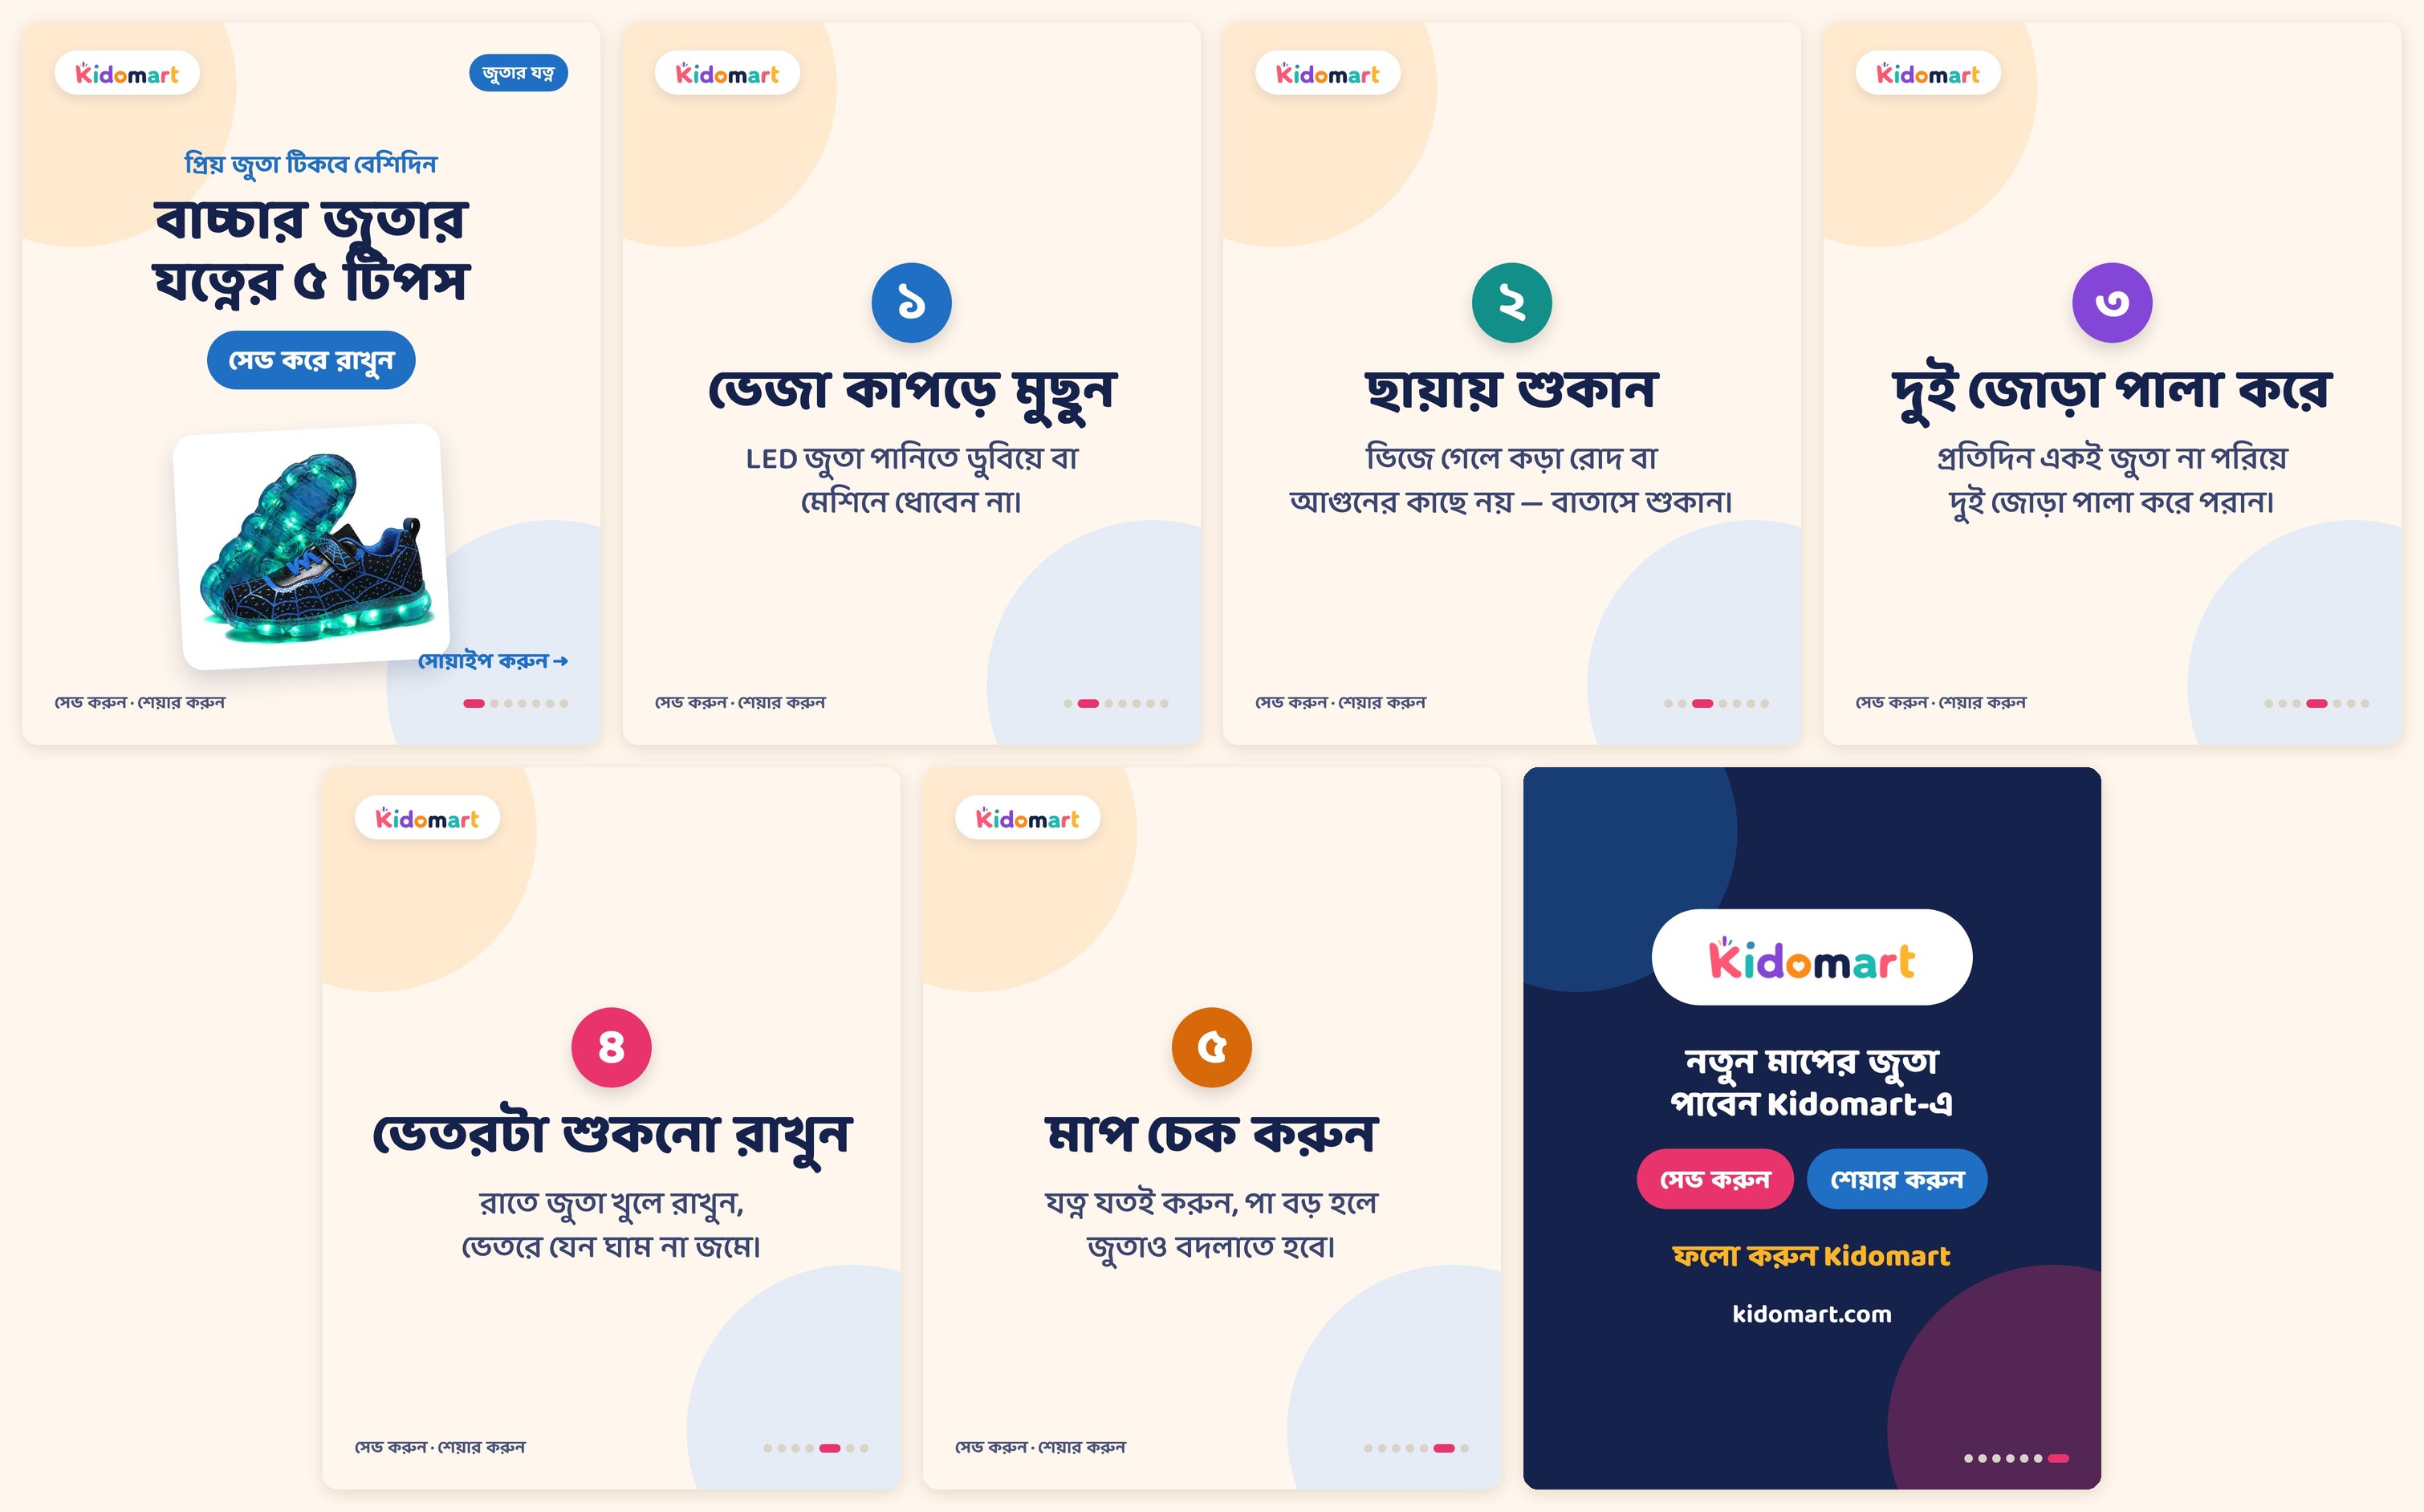 Kidomart
জুতার যত্ন
প্রিয় জুতা টিকবে বেশিদিন
বাচ্চার জুতার
যত্নের ৫ টিপস
সেভ করে রাখুন
সোয়াইপ করুন →
সেভ করুন · শেয়ার করুন
Kidomart
১
ভেজা কাপড়ে মুছুন
LED জুতা পানিতে ডুবিয়ে বা
মেশিনে ধোবেন না।
সেভ করুন · শেয়ার করুন
Kidomart
২
ছায়ায় শুকান
ভিজে গেলে কড়া রোদ বা
আগুনের কাছে নয় — বাতাসে শুকান।
সেভ করুন · শেয়ার করুন
Kidomart
৩
দুই জোড়া পালা করে
প্রতিদিন একই জুতা না পরিয়ে
দুই জোড়া পালা করে পরান।
সেভ করুন · শেয়ার করুন
Kidomart
৪
ভেতরটা শুকনো রাখুন
রাতে জুতা খুলে রাখুন,
ভেতরে যেন ঘাম না জমে।
সেভ করুন · শেয়ার করুন
Kidomart
৫
মাপ চেক করুন
যত্ন যতই করুন, পা বড় হলে
জুতাও বদলাতে হবে।
সেভ করুন · শেয়ার করুন
Kidomart
নতুন মাপের জুতা
পাবেন Kidomart-এ
সেভ করুন
শেয়ার করুন
ফলো করুন Kidomart
kidomart.com